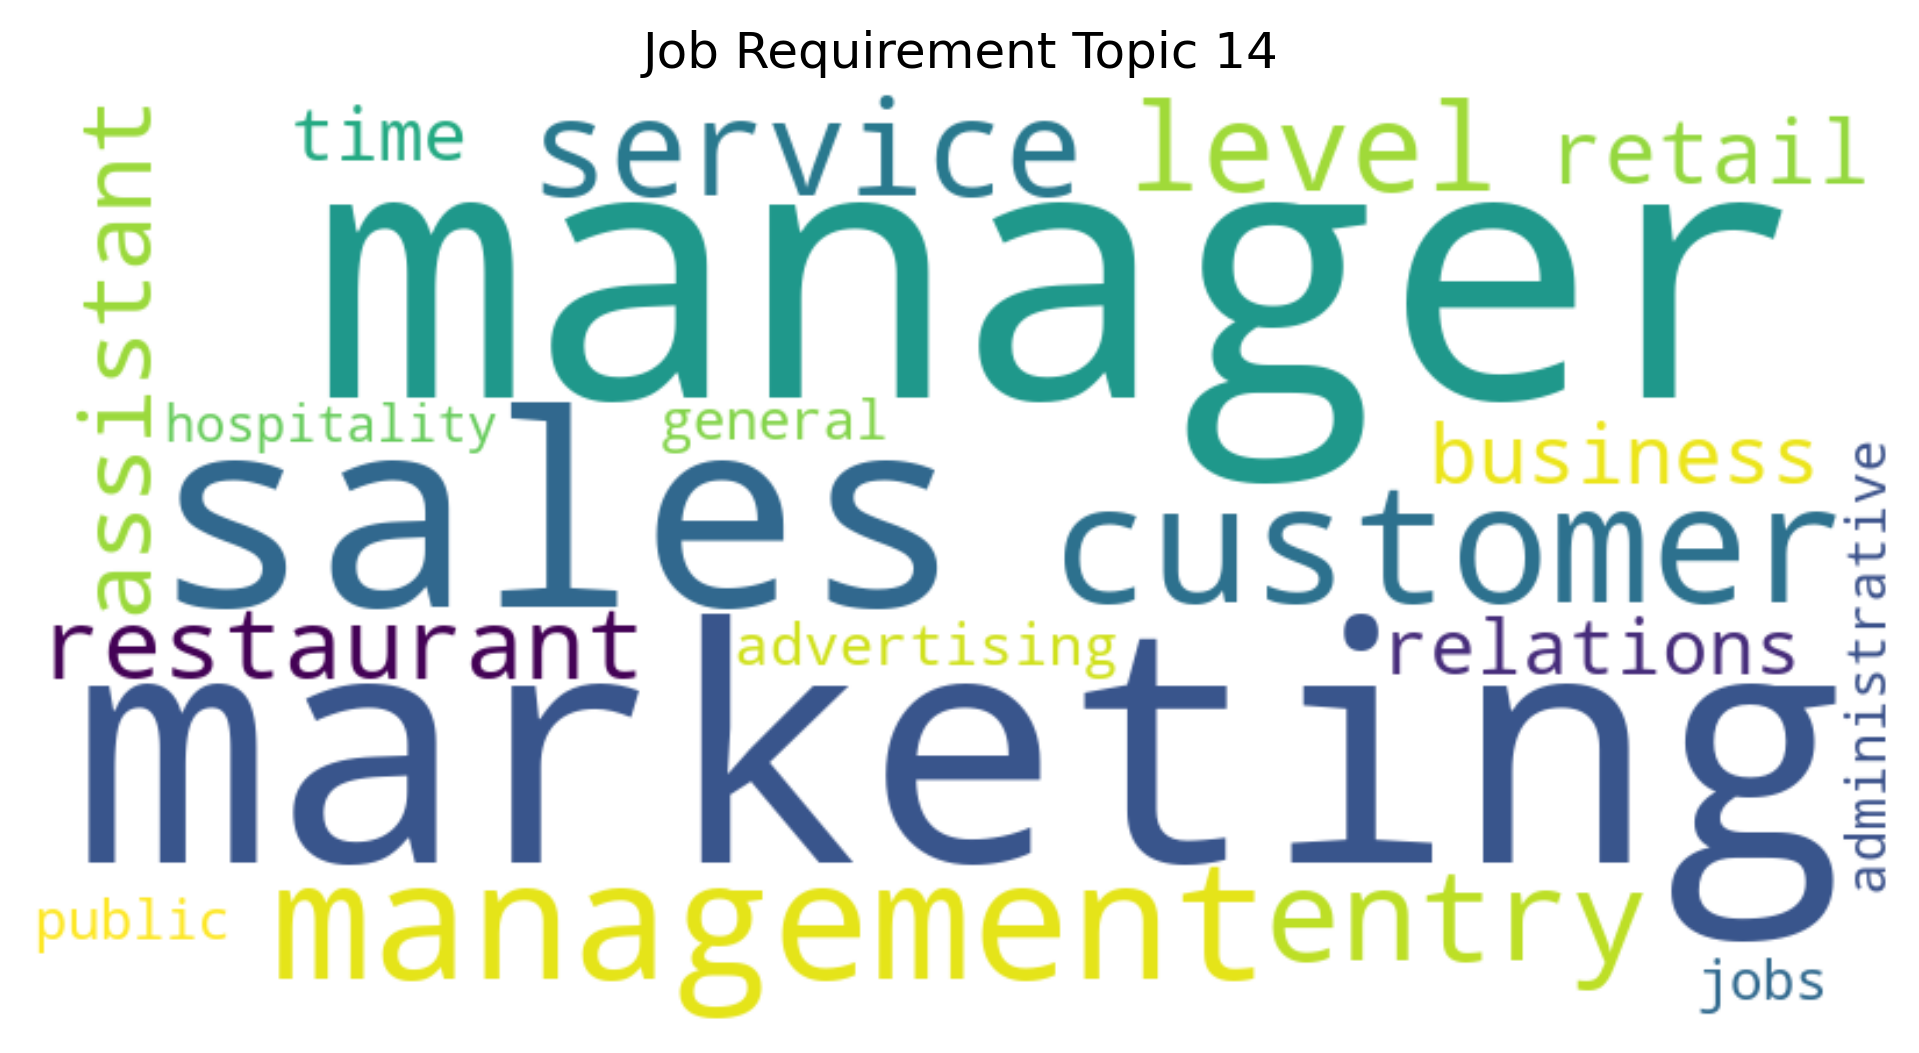 Job Requirement Topic 14
assistant
time
service
level
retail
manager
hospitality
general
business
sales
customer
administrative
restaurant
advertising
relations
marketing
public
management
entry
jobs